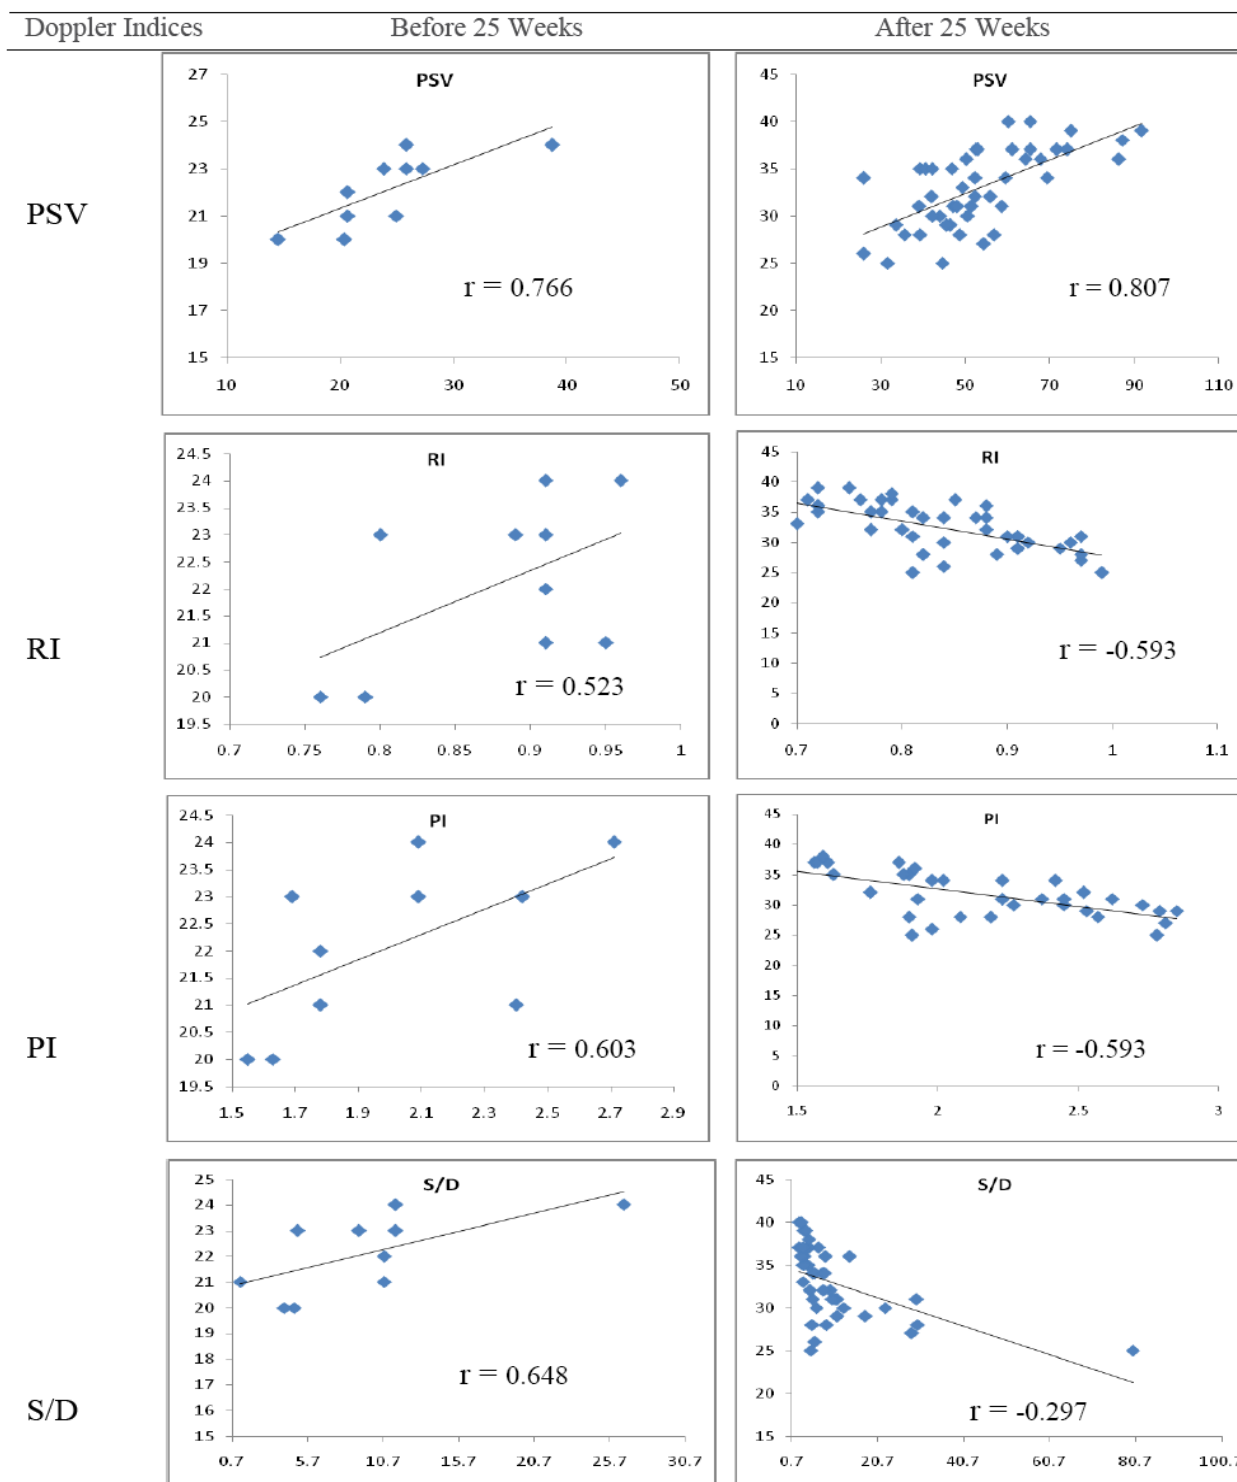 Doppler Indices Before 25 Weeks After 25 Weeks
PSV
PSV
27
25
23
21
19
17
15
10 20 30 40 50
r = 0.766
PSV
45
40
35
30
25
20
15
10 30 50 70 90 110
r = 0.807
RI
RI
24.5
24
23.5
23
22.5
22
21.5
21
20.5
20
19.5
0.7 0.75 0.8 0.85 0.9 0.95 1
r = 0.523
RI
45
40
35
30
25
20
15
10
5
0
0.7 0.8 0.9 1 1.1
r = -0.593
PI
PI
24.5
24
23.5
23
22.5
22
21.5
21
20.5
20
19.5
1.5 1.7 1.9 2.1 2.3 2.5 2.7 2.9
r = 0.603
PI
45
40
35
30
25
20
15
10
5
0
1.5 2 2.5 3
r = -0.593
S/D
S/D
25
24
23
22
21
20
19
18
17
16
15
0.7 5.7 10.7 15.7 20.7 25.7 30.7
r = 0.648
S/D
45
40
35
30
25
20
15
0.7 20.7 40.7 60.7 80.7 100.7
r = -0.297